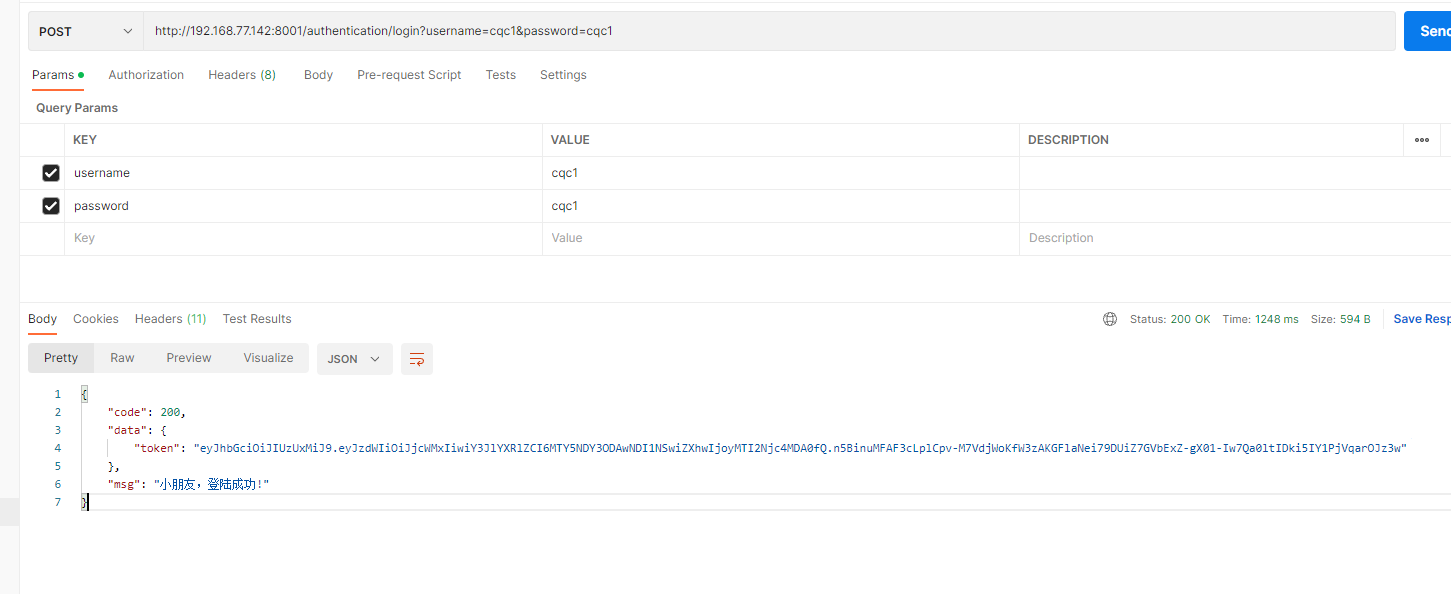 POST http://192.168.77.142:8001/authentication/login?username=cqc1&password=cqc1 Send
Params Authorization Headers (8) Body Pre-request Script Tests Settings
Query Params
KEY VALUE DESCRIPTION
username cqc1
password cqc1
Key Value Description
Body Cookies Headers (11) Test Results Status: 200 OK Time: 1248 ms Size: 594 B Save Resp
Pretty Raw Preview Visualize JSON
1 {
2 "code": 200,
3 "data": {
4 "token": "eyJhbGciOiJIUzUxMiJ9.eyJzdWIiOiJjcWMxIiwiY3JlYXRlZCI6MTY5NDY3ODAwNDI1NSwiZXhwIjoyMTI2Njc4MDA0fQ.n5BinuMFAF3cLplCpv-M7VdjWoKfW3zAKGFlaNei79DUiZ7GVbExZ-gX01-Iw7Qa0ltIDki5IY1PjVqarOJz3w"
5 },
6 "msg": "小朋友，登陆成功!"
7 }